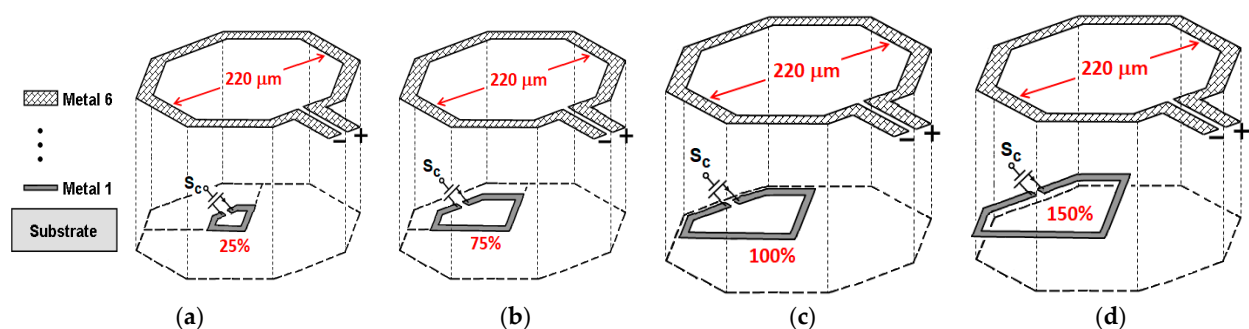 220 μm
220 μm
220 μm
220 μm
Metal 6
− +
− +
− +
− +
Sc
Sc
Sc
Sc
Metal 1
Substrate
25%
75%
100%
150%
(a)
(b)
(c)
(d)